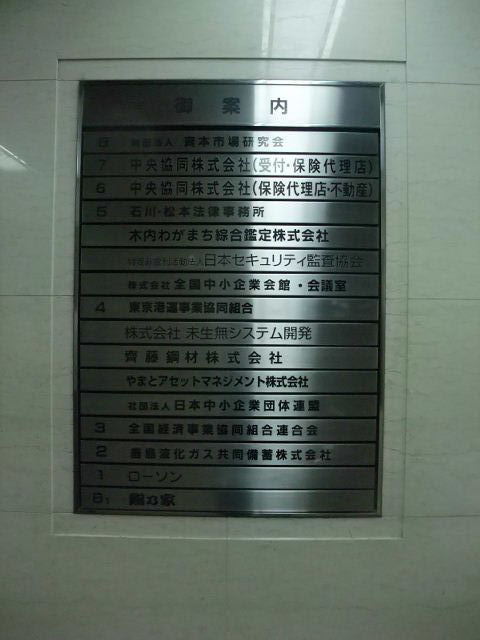 御案内
8 財団法人 資本市場研究会
7 中央協同株式会社(受付・保険代理店)
6 中央協同株式会社(保険代理店・不動産)
5 石川・松本法律事務所
木内わがまち綜合鑑定株式会社
特定非営利活動法人日本セキュリティ監査協会
株式会社全国中小企業会館・会議室
4 東京港運事業協同組合
株式会社 未生無システム開発
齊藤鋼材株式会社
やまとアセットマネジメント株式会社
社団法人日本中小企業団体連盟
3 全国経済事業協同組合連合会
2 福島液化ガス共同備蓄株式会社
1 ローソン
B1